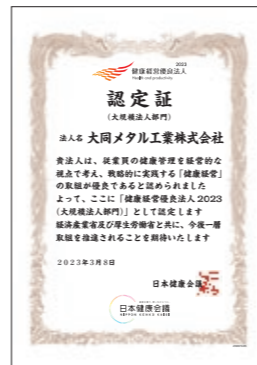 2023
健康経営優良法人
Health and productivity
認定証
(大規模法人部門)
法人名 大同メタル工業株式会社
貴法人は、従業員の健康管理を経営的な
視点で考え、戦略的に実践する「健康経営」
の取組が優良であると認められました
よって、ここに「健康経営優良法人2023
(大規模法人部門)」として認定します
経済産業省及び厚生労働省と共に、今後一層
取組を推進されることを期待いたします
2023年3月8日
日本健康会議
日本健康会議
NIPPON KENKO KAIGI